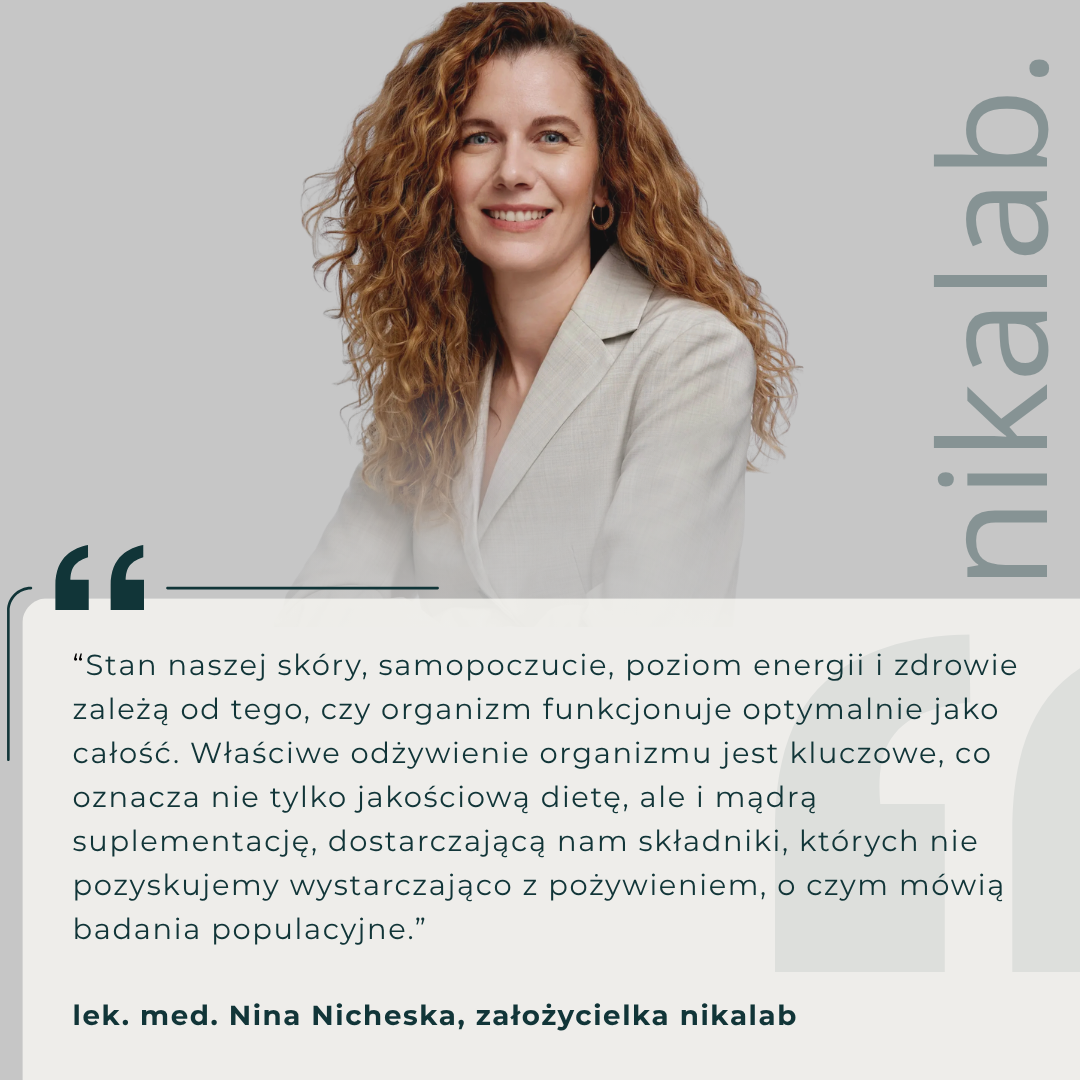 nikalab.
“Stan naszej skóry, samopoczucie, poziom energii i zdrowie
zależą od tego, czy organizm funkcjonuje optymalnie jako
całość. Właściwe odżywienie organizmu jest kluczowe, co
oznacza nie tylko jakościową dietę, ale i mądrą
suplementację, dostarczającą nam składniki, których nie
pozyskujemy wystarczająco z pożywieniem, o czym mówią
badania populacyjne.”
lek. med. Nina Nicheska, założycielka nikalab